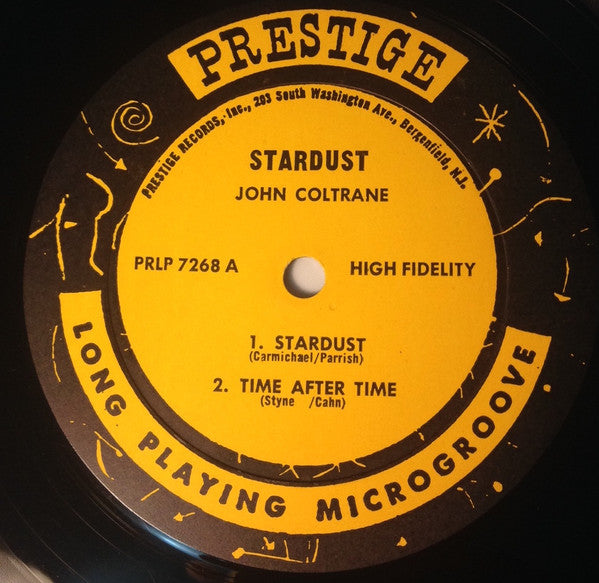 PRESTIGE
PRESTIGE RECORDS, Inc., 203 South Washington Ave., Bergenfield, N.J.
STARDUST
JOHN COLTRANE
PRLP 7268 A
HIGH FIDELITY
1. STARDUST
(Carmichael/Parrish)
2. TIME AFTER TIME
(Styne /Cahn)
LONG PLAYING MICROGROOVE